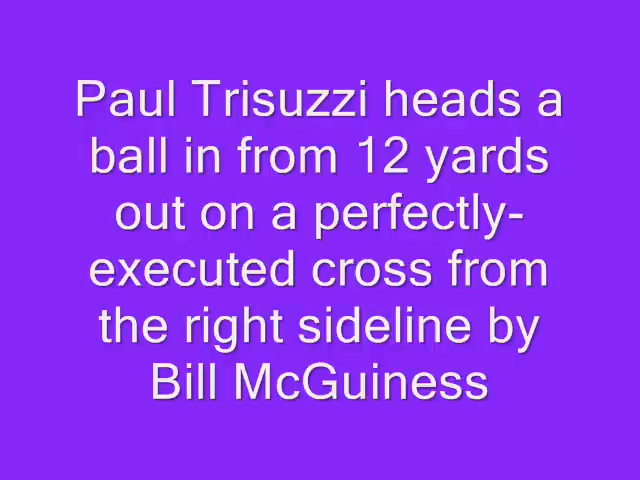 Paul Trisuzzi heads a
ball in from 12 yards
out on a perfectly-
executed cross from
the right sideline by
Bill McGuiness